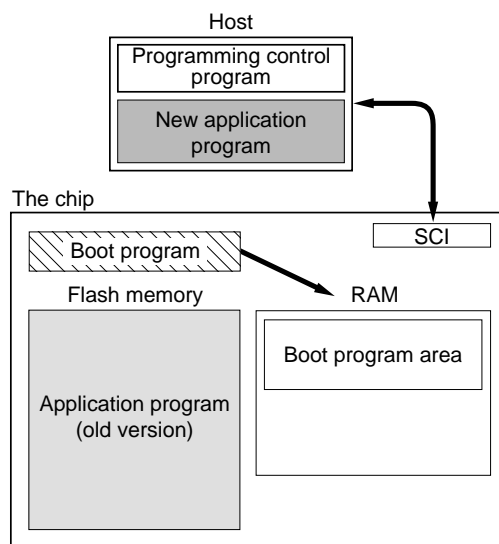 Host
Programming control
program
New application
program
The chip
SCI
Boot program
Flash memory
RAM
Boot program area
Application program
(old version)